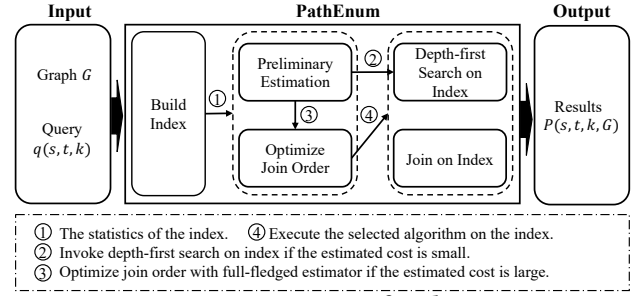 Input
PathEnum
Output
Graph G
Query
q(s, t, k)
Build
Index
①
Preliminary
Estimation
②
Depth-first
Search on
Index
③
④
Optimize
Join Order
Join on Index
Results
P(s, t, k, G)
① The statistics of the index. ④ Execute the selected algorithm on the index.
② Invoke depth-first search on index if the estimated cost is small.
③ Optimize join order with full-fledged estimator if the estimated cost is large.